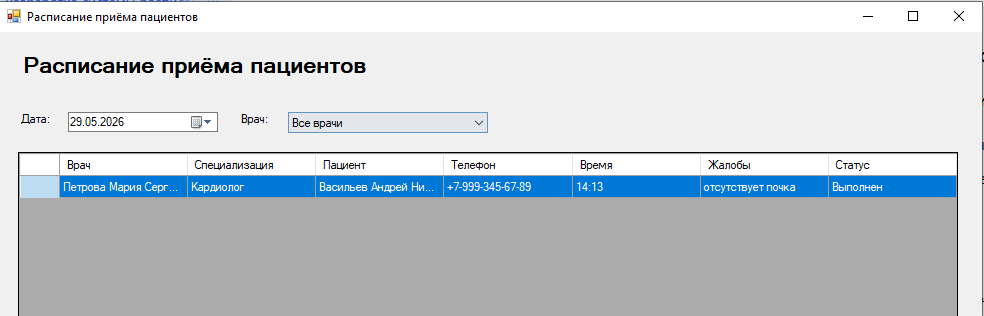 Расписание приёма пациентов
Расписание приёма пациентов
Дата: 29.05.2026 Врач: Все врачи
Врач Специализация Пациент Телефон Время Жалобы Статус
Петрова Мария Серг... Кардиолог Васильев Андрей Ни... +7-999-345-67-89 14:13 отсутствует почка Выполнен